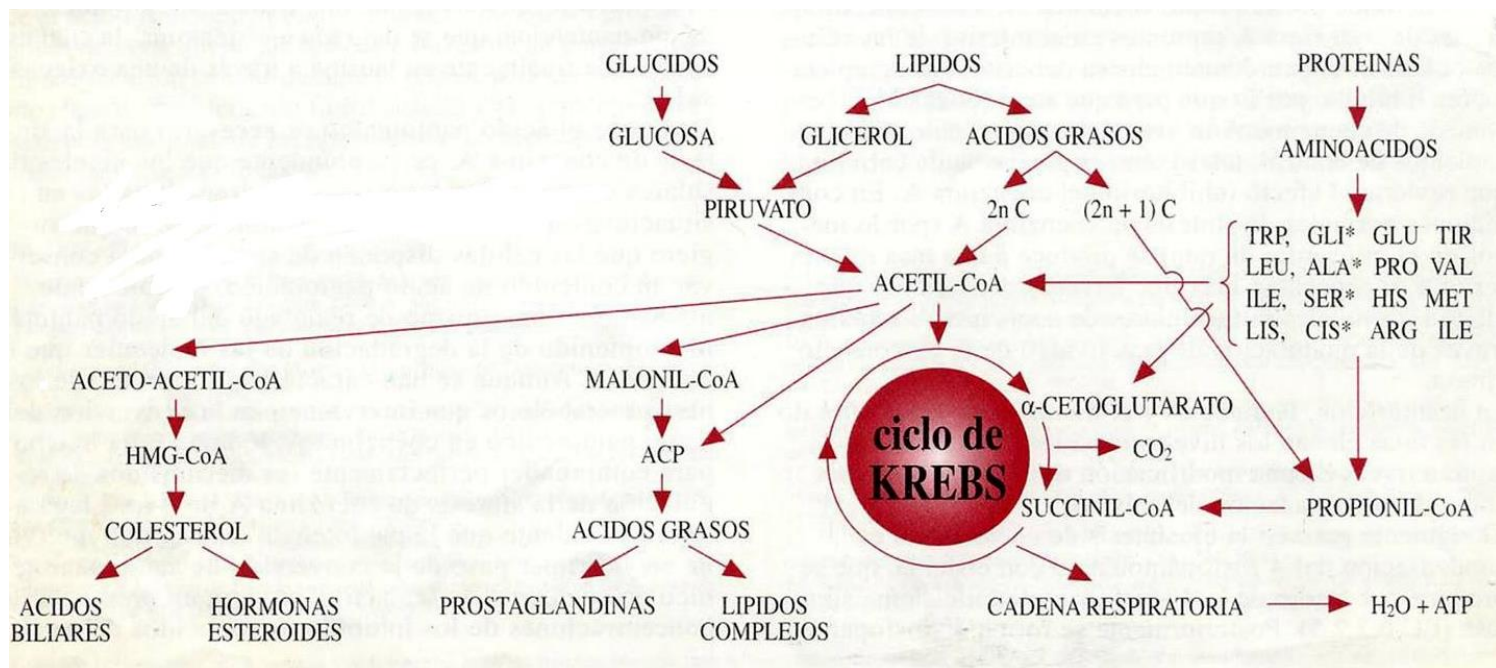 GLUCIDOS
LIPIDOS
PROTEINAS
GLUCOSA
GLICEROL
ACIDOS GRASOS
AMINOACIDOS
PIRUVATO
2n C
(2n + 1) C
TRP, GLI* GLU TIR
LEU, ALA* PRO VAL
ILE, SER* HIS MET
LIS, CIS* ARG ILE
ACETIL-CoA
ACETO-ACETIL-CoA
MALONIL-CoA
α-CETOGLUTARATO
ciclo de
KREBS
HMG-CoA
ACP
CO₂
COLESTEROL
ACIDOS GRASOS
SUCCINIL-CoA
PROPIONIL-CoA
ACIDOS
BILIARES
HORMONAS
ESTEROIDES
PROSTAGLANDINAS
LIPIDOS
COMPLEJOS
CADENA RESPIRATORIA
H₂O + ATP